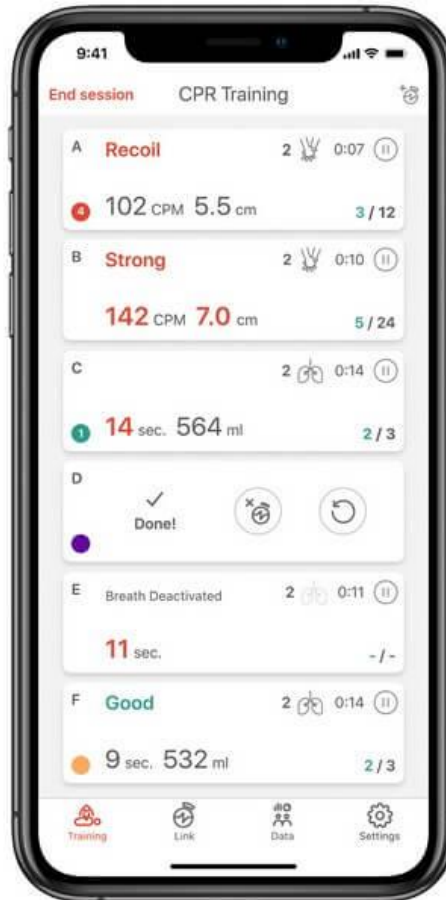 9:41
End session CPR Training
A Recoil 2 0:07
4 102 CPM 5.5 cm 3 / 12
B Strong 2 0:10
142 CPM 7.0 cm 5 / 24
C 2 0:14
1 14 sec. 564 ml 2 / 3
D
Done!
E Breath Deactivated 2 0:11
11 sec. - / -
F Good 2 0:14
9 sec. 532 ml 2 / 3
Training Link Data Settings